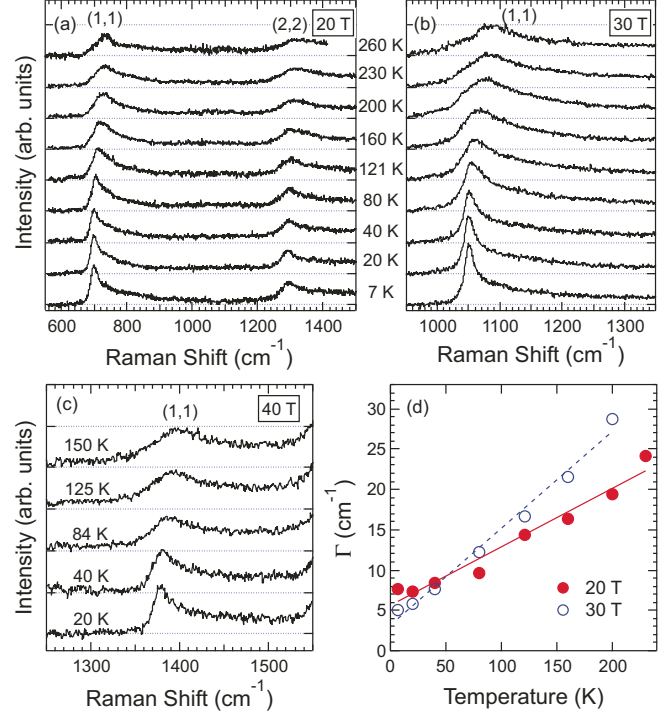 (a)
(1,1)
(2,2)
20 T
(b)
(1,1)
30 T
260 K
230 K
200 K
160 K
121 K
80 K
40 K
20 K
7 K
Intensity (arb. units)
600 800 1000 1200 1400
Raman Shift (cm⁻¹)
1000 1100 1200 1300
Raman Shift (cm⁻¹)
(c)
(1,1)
40 T
150 K
125 K
84 K
40 K
20 K
Intensity (arb. units)
1300 1400 1500
Raman Shift (cm⁻¹)
(d)
30
25
20
15
10
5
0
Γ (cm⁻¹)
20 T
30 T
0 50 100 150 200
Temperature (K)